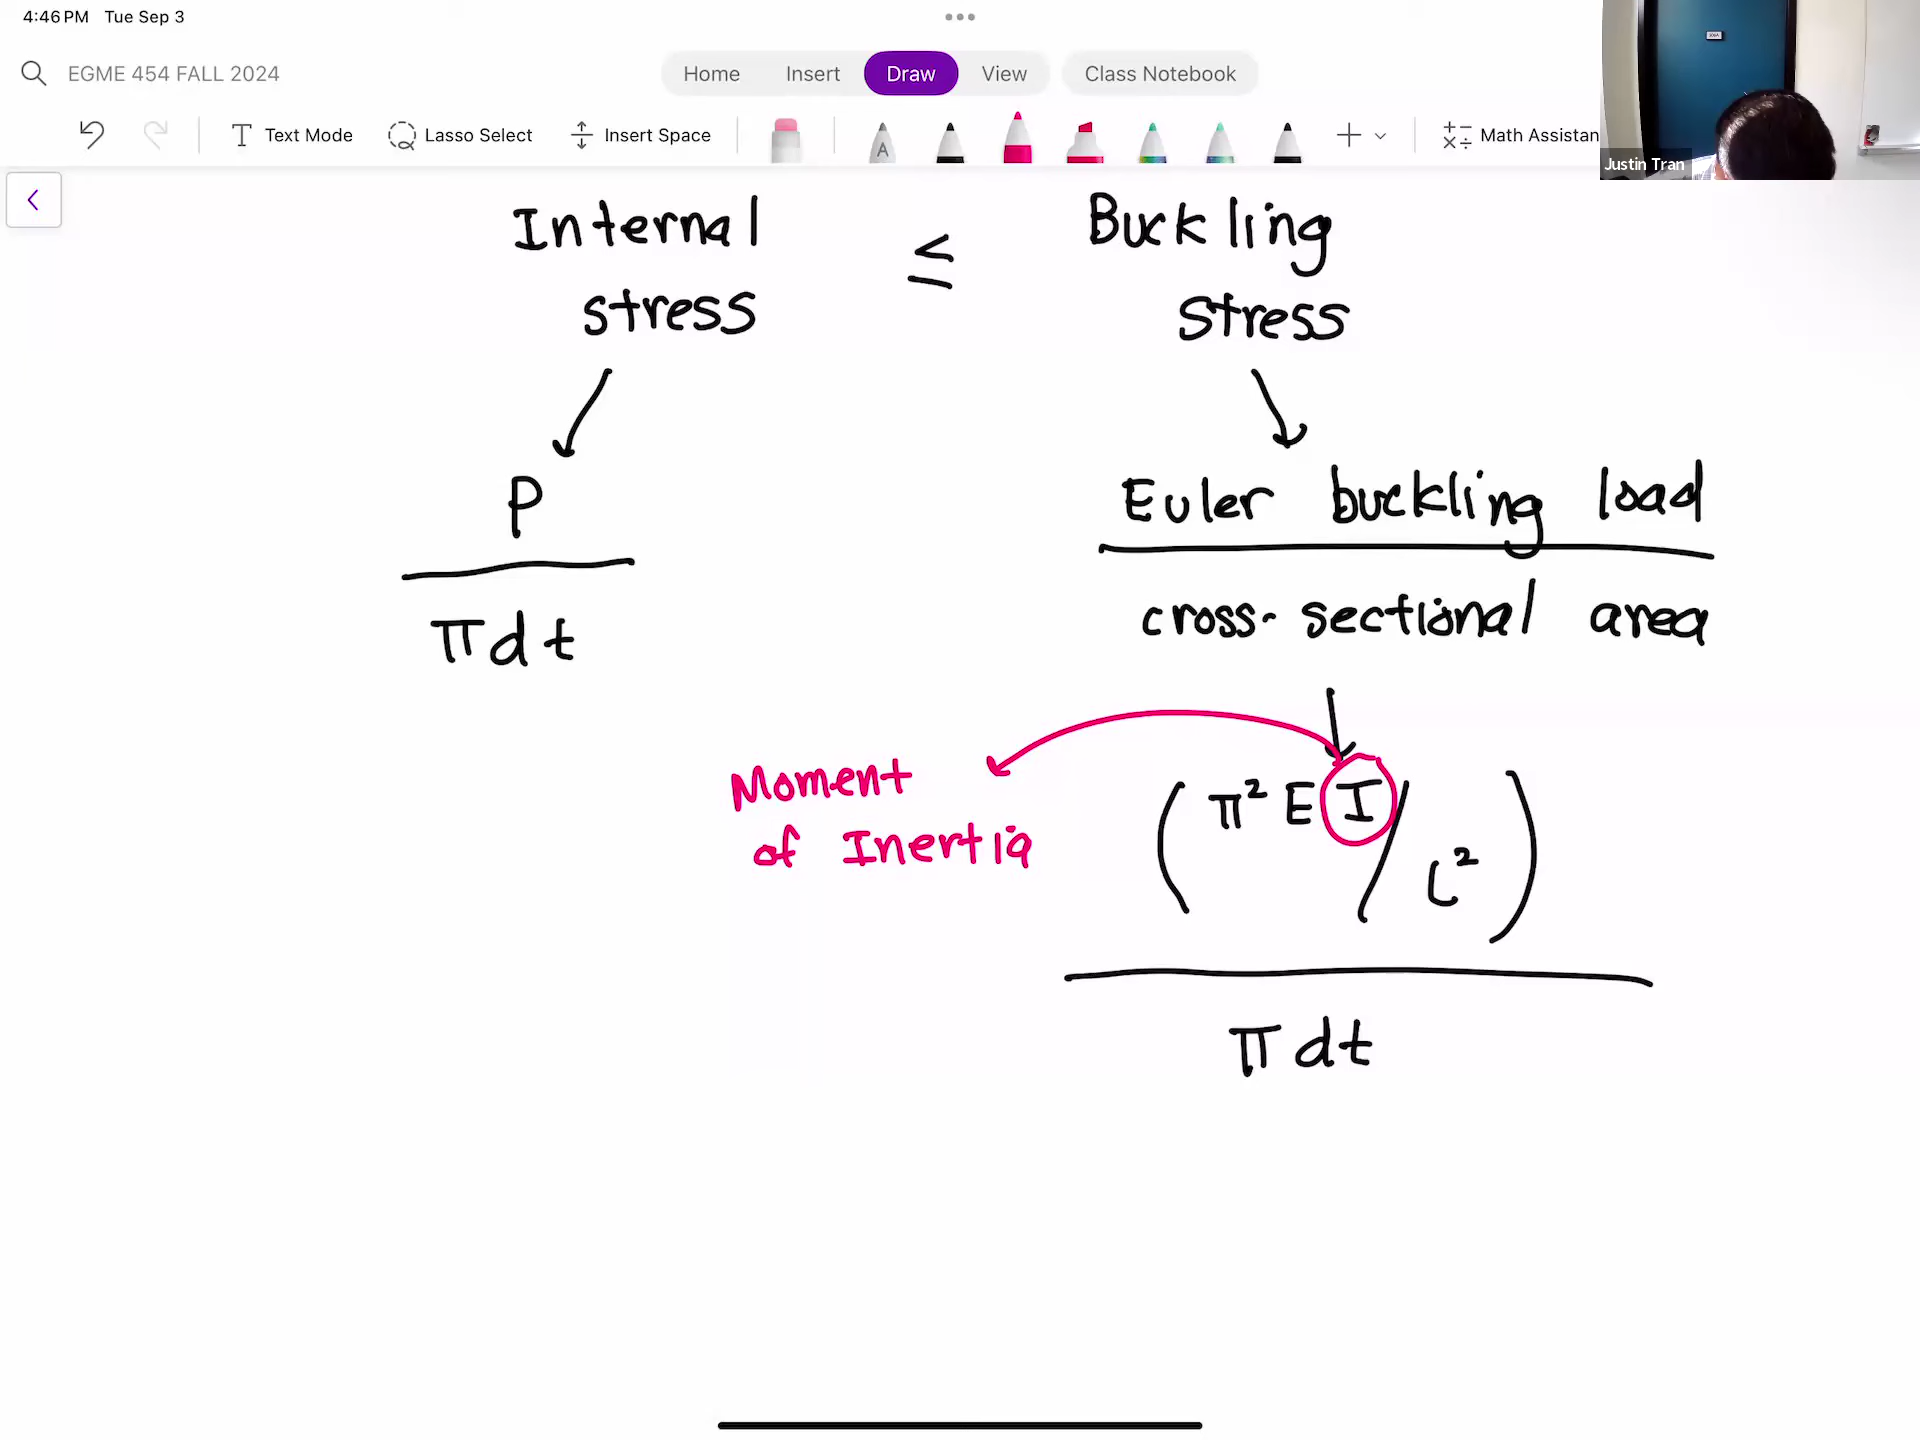 4:46 PM Tue Sep 3
EGME 454 FALL 2024
Home Insert Draw View Class Notebook
Text Mode Lasso Select Insert Space A Math Assistan
Justin Tran
Internal ≤ Buckling
stress Stress
P
π d t
Euler buckling load
cross-sectional area
Moment
of Inertia
( π² E I / L² )
π d t